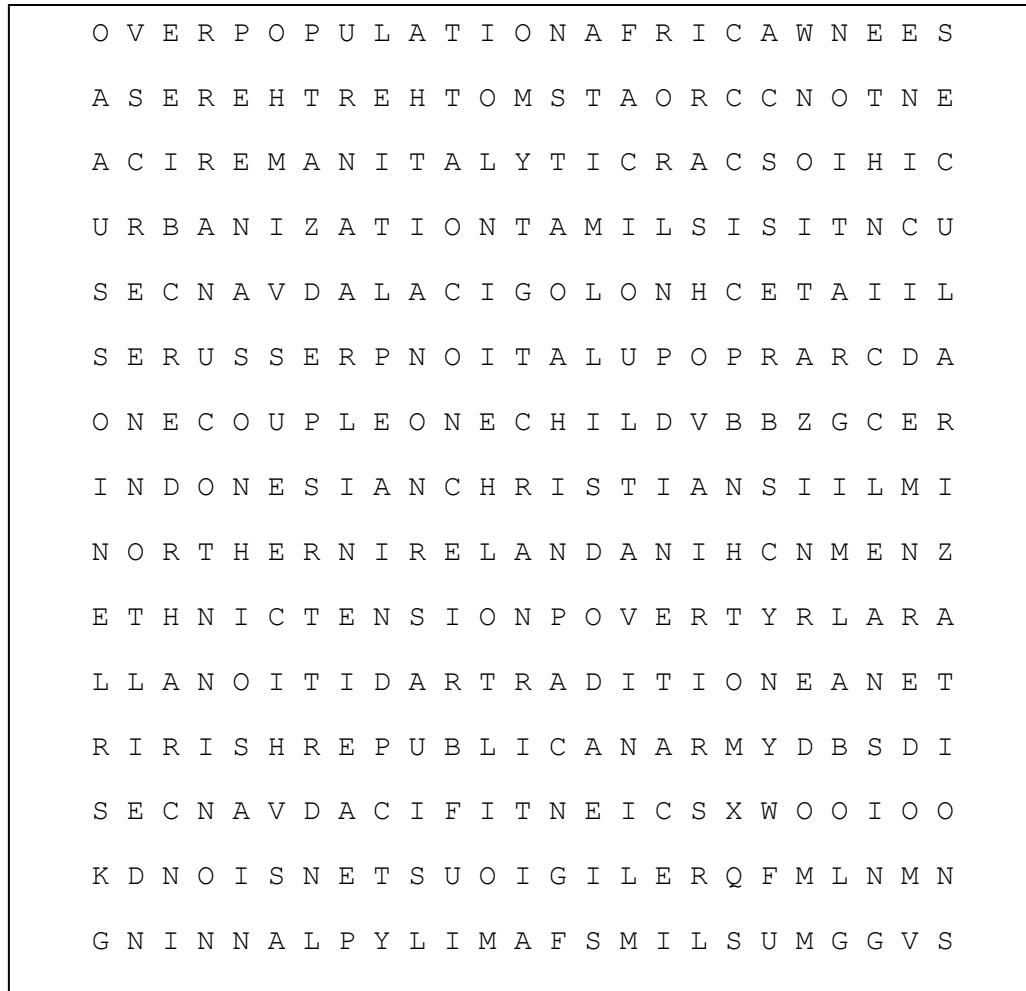 O V E R P O P U L A T I O N A F R I C A W N E E S
A S E R E H T R E H T O M S T A O R C C N O T N E
A C I R E M A N I T A L Y T I C R A C S O I H I C
U R B A N I Z A T I O N T A M I L S I S I T N C U
S E C N A V D A L A C I G O L O N H C E T A I I L
S E R U S S E R P N O I T A L U P O P R A R C D A
O N E C O U P L E O N E C H I L D V B B Z G C E R
I N D O N E S I A N C H R I S T I A N S I I L M I
N O R T H E R N I R E L A N D A N I H C N M E N Z
E T H N I C T E N S I O N P O V E R T Y R L A R A
L L A N O I T I D A R T R A D I T I O N E A N E T
R I R I S H R E P U B L I C A N A R M Y D B S D I
S E C N A V D A C I F I T N E I C S X W O O I O O
K D N O I S N E T S U O I G I L E R Q F M L N M N
G N I N N A L P Y L I M A F S M I L S U M G G V S